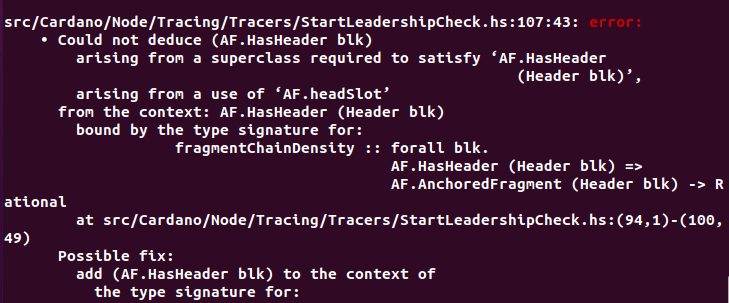 src/Cardano/Node/Tracing/Tracers/StartLeadershipCheck.hs:107:43: error:
• Could not deduce (AF.HasHeader blk)
arising from a superclass required to satisfy ‘AF.HasHeader
(Header blk)’,
arising from a use of ‘AF.headSlot’
from the context: AF.HasHeader (Header blk)
bound by the type signature for:
fragmentChainDensity :: forall blk.
AF.HasHeader (Header blk) =>
AF.AnchoredFragment (Header blk) -> R
ational
at src/Cardano/Node/Tracing/Tracers/StartLeadershipCheck.hs:(94,1)-(100,
49)
Possible fix:
add (AF.HasHeader blk) to the context of
the type signature for: